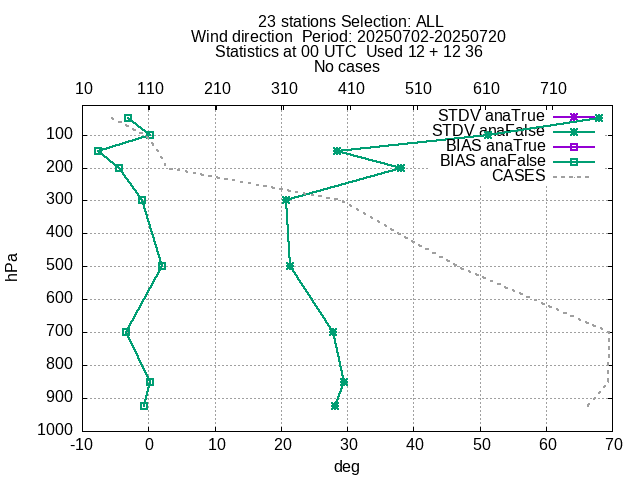 23 stations Selection: ALL
Wind direction  Period: 20250702-20250720
Statistics at 00 UTC  Used 12 + 12 36
No cases
10 110 210 310 410 510 610 710
STDV anaTrue
STDV anaFalse
BIAS anaTrue
BIAS anaFalse
CASES
100
200
300
400
500
600
700
800
900
1000
hPa
-10 0 10 20 30 40 50 60 70
deg